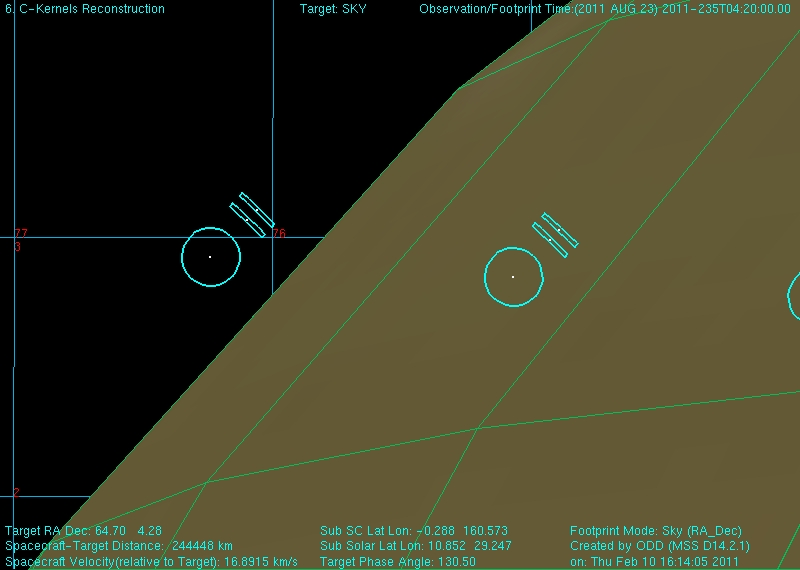 6. C-Kernels Reconstruction Target: SKY Observation/Footprint Time:(2011 AUG 23) 2011-235T04:20:00.00
77 76
3
2
Target RA Dec: 64.70 4.28 Sub SC Lat Lon: -0.288 160.573 Footprint Mode: Sky (RA_Dec)
Spacecraft-Target Distance: 244448 km Sub Solar Lat Lon: 10.852 29.247 Created by ODD (MSS D14.2.1)
Spacecraft Velocity(relative to Target): 16.8915 km/s Target Phase Angle: 130.50 on: Thu Feb 10 16:14:05 2011